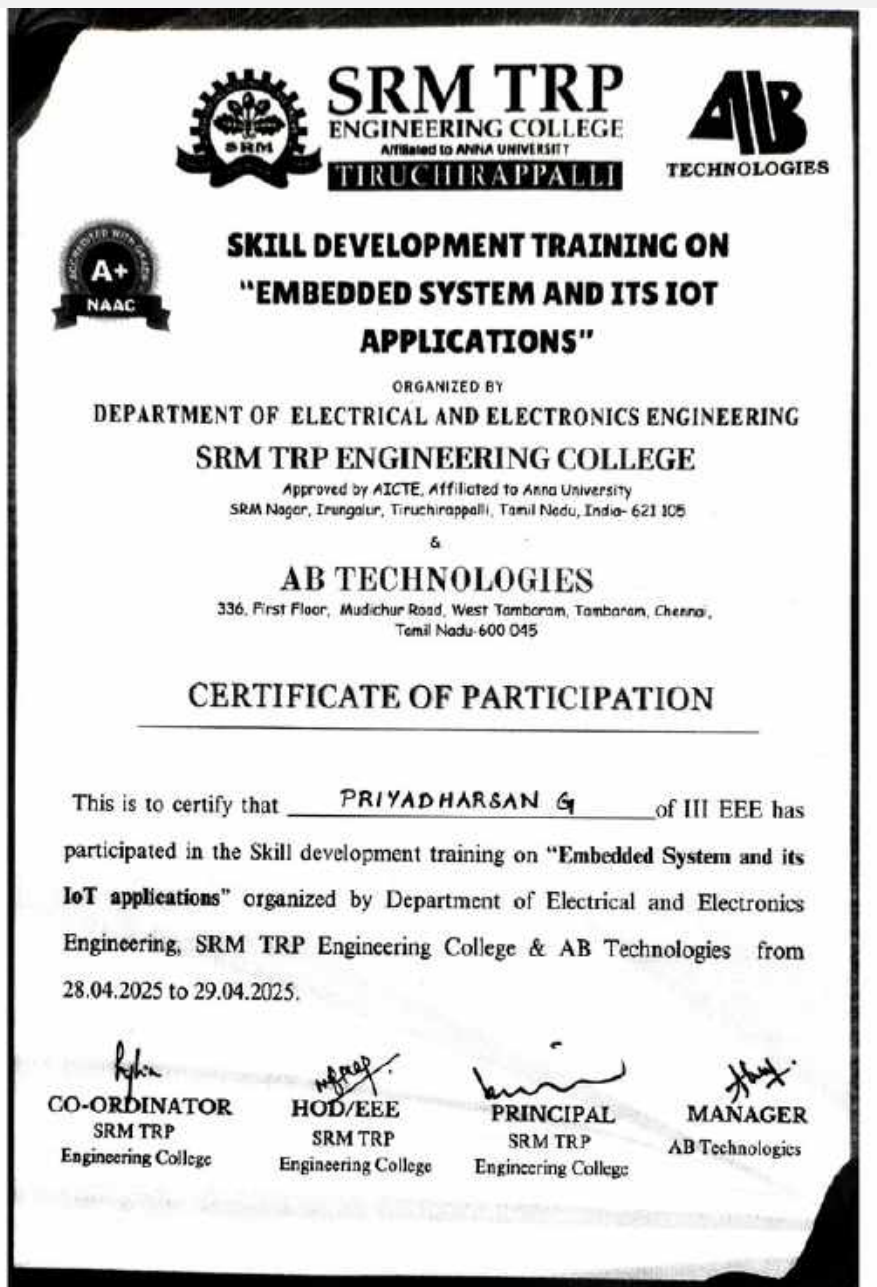 SRM TRP
ENGINEERING COLLEGE
Affiliated to ANNA UNIVERSITY
TIRUCHIRAPPALLI
SRM
AB
TECHNOLOGIES
ACCREDITED WITH GRADE
A+
NAAC
SKILL DEVELOPMENT TRAINING ON
“EMBEDDED SYSTEM AND ITS IOT
APPLICATIONS”
ORGANIZED BY
DEPARTMENT OF ELECTRICAL AND ELECTRONICS ENGINEERING
SRM TRP ENGINEERING COLLEGE
Approved by AICTE, Affiliated to Anna University
SRM Nagar, Irungalur, Tiruchirappalli, Tamil Nadu, India- 621 105
&
AB TECHNOLOGIES
336, First Floor, Mudichur Road, West Tambaram, Tambaram, Chennai,
Tamil Nadu-600 045
CERTIFICATE OF PARTICIPATION
This is to certify that PRIYADHARSAN G of III EEE has
participated in the Skill development training on “Embedded System and its
IoT applications” organized by Department of Electrical and Electronics
Engineering, SRM TRP Engineering College & AB Technologies from
28.04.2025 to 29.04.2025.
CO-ORDINATOR
SRM TRP
Engineering College
HOD/EEE
SRM TRP
Engineering College
PRINCIPAL
SRM TRP
Engineering College
MANAGER
AB Technologies